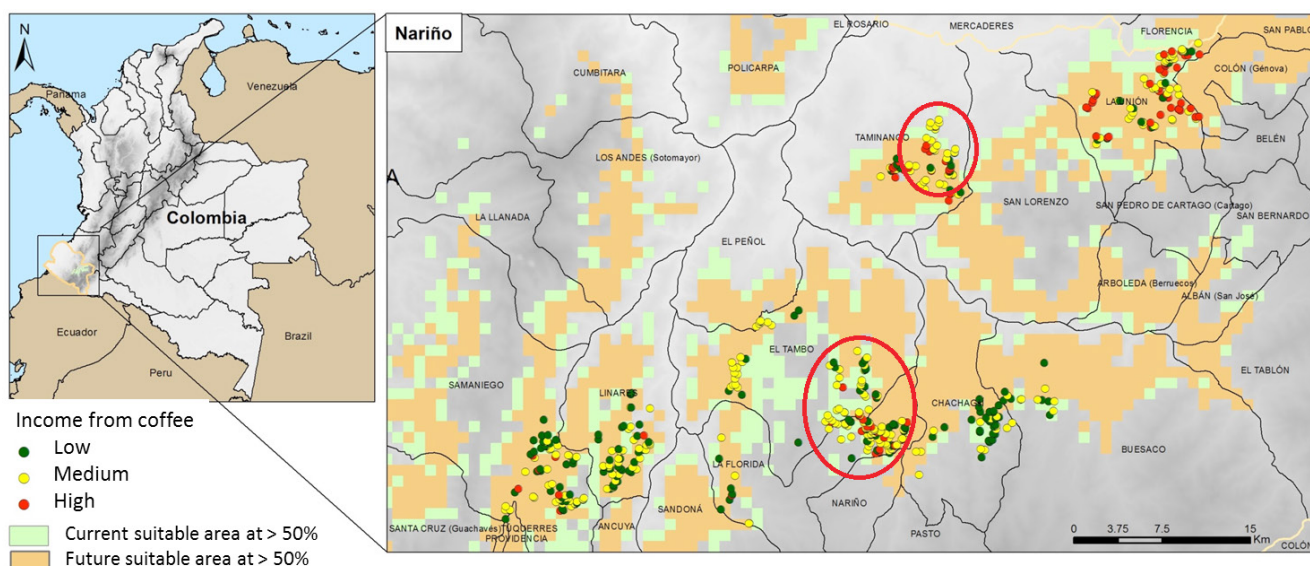 N
Panama
Venezuela
Colombia
Ecuador
Peru
Brazil
Income from coffee
Low
Medium
High
Current suitable area at > 50%
Future suitable area at > 50%
Nariño
EL ROSARIO
MERCADERES
FLORENCIA
SAN PABLO
CUMBITARA
POLICARPA
COLÓN (Génova)
LA UNIÓN
TAMINANGO
BELÉN
LOS ANDES (Sotomayor)
A
SAN LORENZO
SAN PEDRO DE CARTAGO (Cartago)
LA LLANADA
SAN BERNARDO
EL PEÑOL
ARBOLEDA (Berruecos)
ALBÁN (San José)
EL TAMBO
SAMANIEGO
LINARES
CHACHAGÜ
EL TABLÓN
BUESACO
LA FLORIDA
SANDONÁ
NARIÑO
SANTA CRUZ (Guachavés)
TUQUERRES
ANCUYA
PASTO
PROVIDENCIA
0 3.75 7.5 15
Km
COLÓN